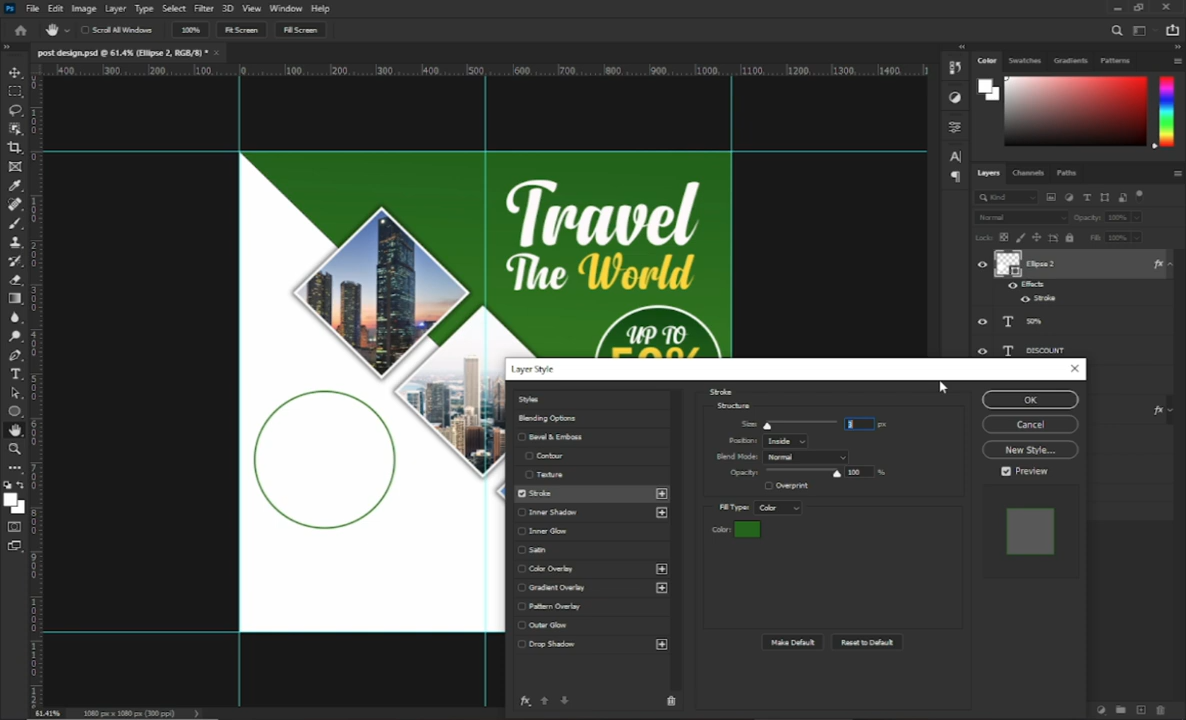 Ps File Edit Image Layer Type Select Filter 3D View Window Help
Scroll All Windows 100% Fit Screen Fill Screen
post design.psd @ 61.4% (Ellipse 2, RGB/8) *
Color Swatches Gradients Patterns
Layers Channels Paths
Kind
Normal Opacity: 100%
Lock: Fill: 100%
Ellipse 2 fx
Effects
Stroke
T 50%
T DISCOUNT
fx
Travel
The World
UP TO
50%
Layer Style
Styles
Blending Options
Bevel & Emboss
Contour
Texture
Stroke
Inner Shadow
Inner Glow
Satin
Color Overlay
Gradient Overlay
Pattern Overlay
Outer Glow
Drop Shadow
fx
Stroke
Structure
Size: px
Position: Inside
Blend Mode: Normal
Opacity: 100 %
Overprint
Fill Type: Color
Color:
Make Default Reset to Default
OK
Cancel
New Style...
Preview
61.41% 1080 px x 1080 px (300 ppi)